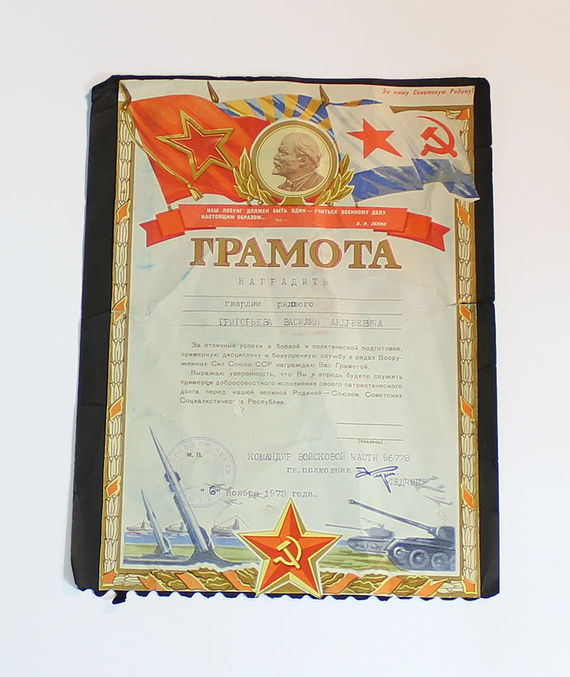 За нашу Советскую Родину!
НАШ ЛОЗУНГ ДОЛЖЕН БЫТЬ ОДИН — УЧИТЬСЯ ВОЕННОМУ ДЕЛУ
НАСТОЯЩИМ ОБРАЗОМ...
В. И. ЛЕНИН
ГРАМОТА
НАГРАДИТЬ
гвардии рядового
ГРИГОРЬЕВА ВАСИЛИЯ АНДРЕЕВИЧА
За отличные успехи в боевой и политической подготовке,
примерную дисциплину и безупречную службу в рядах Воору-
женных Сил Союза ССР награждаю Вас Грамотой.
Выражаю уверенность, что Вы и впредь будете служить
примером добросовестного исполнения своего патриотического
долга перед нашей великой Родиной — Союзом Советских
Социалистических Республик.
(подпись)
М. П.
КОМАНДИР ВОЙСКОВОЙ ЧАСТИ 96778
гв.полковник
"6" ноября 1973 года.